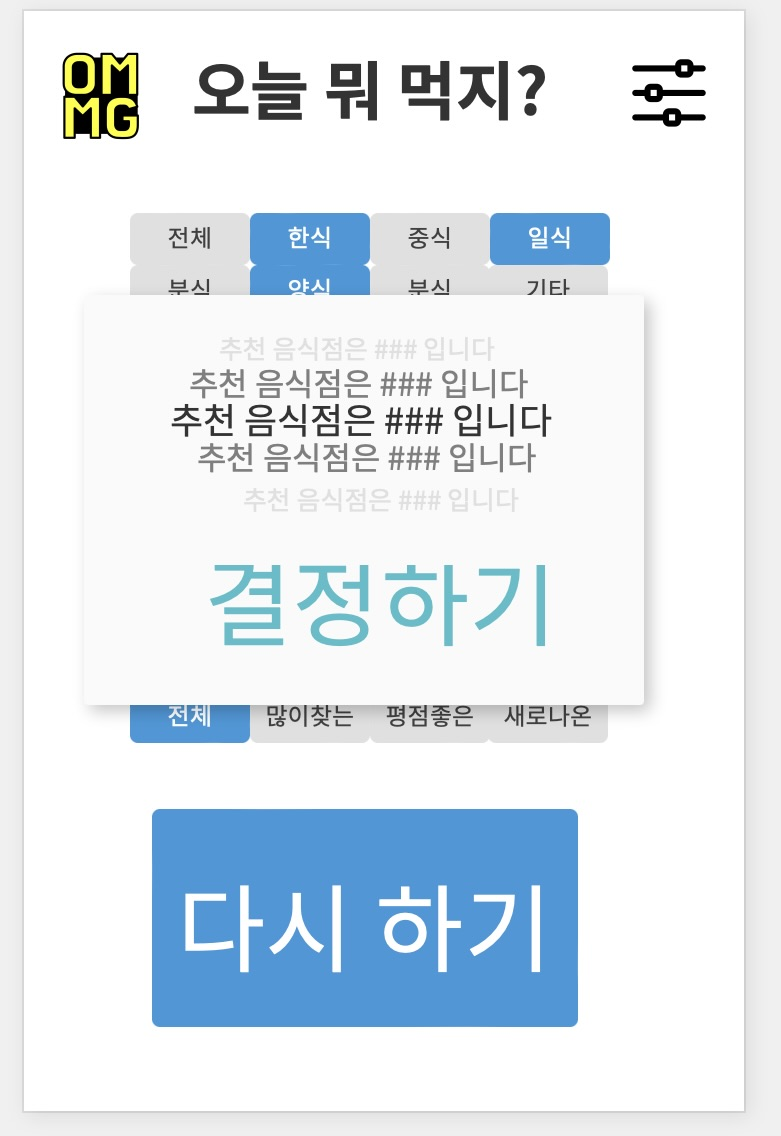 OM
MG
오늘 뭐 먹지?
전체 한식 중식 일식
분식 양식 분식 기타
추천 음식점은 ### 입니다
추천 음식점은 ### 입니다
추천 음식점은 ### 입니다
추천 음식점은 ### 입니다
추천 음식점은 ### 입니다
결정하기
전체 많이찾는 평점좋은 새로나온
다시 하기